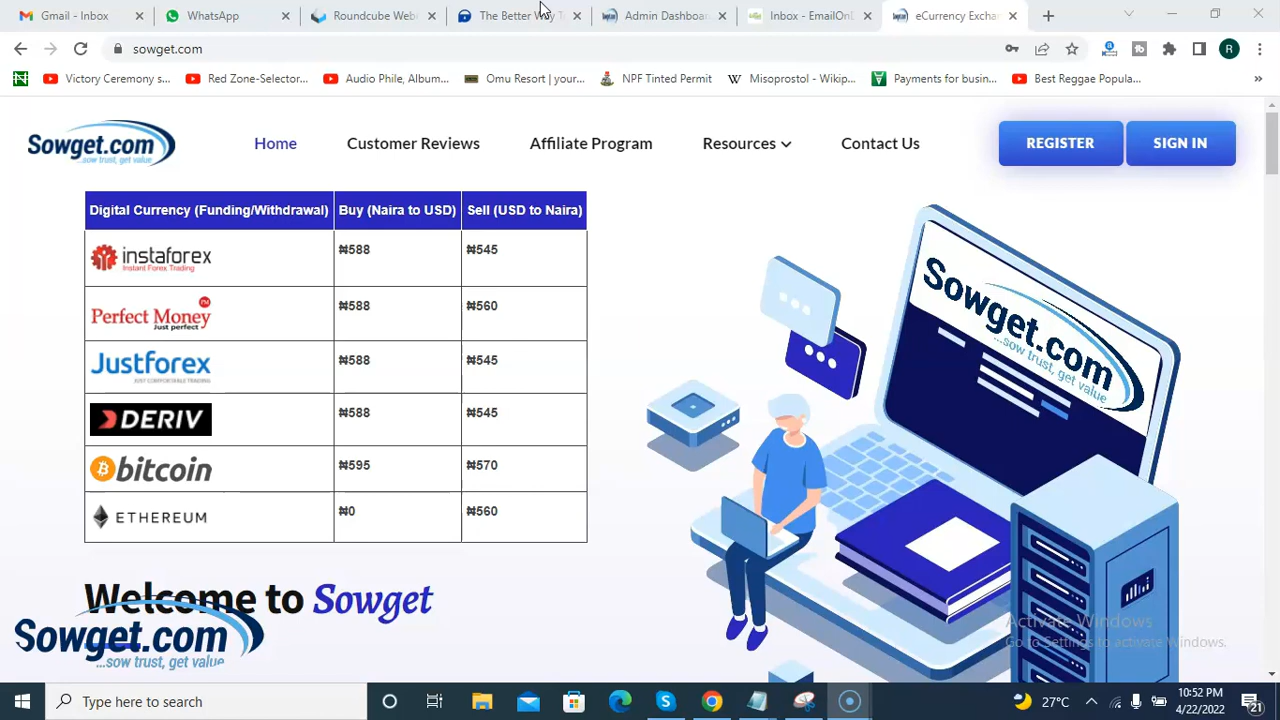 Gmail - Inbox
WhatsApp
Roundcube Web
The Better Way T
Admin Dashboar
Inbox - EmailOnD
eCurrency Excha
sowget.com
R
Victory Ceremony s...
Red Zone-Selector...
Audio Phile, Album...
Omu Resort | your...
NPF Tinted Permit
W Misoprostol - Wikip...
Payments for busin...
Best Reggae Popula...
»
Sowget.com
...sow trust, get value
Home
Customer Reviews
Affiliate Program
Resources
Contact Us
REGISTER
SIGN IN
Digital Currency (Funding/Withdrawal) Buy (Naira to USD) Sell (USD to Naira)
instaforex ₦588 ₦545
Instant Forex Trading
Perfect Money PM ₦588 ₦560
Just perfect
Justforex ₦588 ₦545
JUST COMFORTABLE TRADING
DERIV ₦588 ₦545
bitcoin ₦595 ₦570
ETHEREUM ₦0 ₦560
Sowget.com
...sow trust, get value
Welcome to Sowget
Sowget.com
...sow trust, get value
Activate Windows
Go to Settings to activate Windows.
Type here to search
27°C
10:52 PM
4/22/2022
21